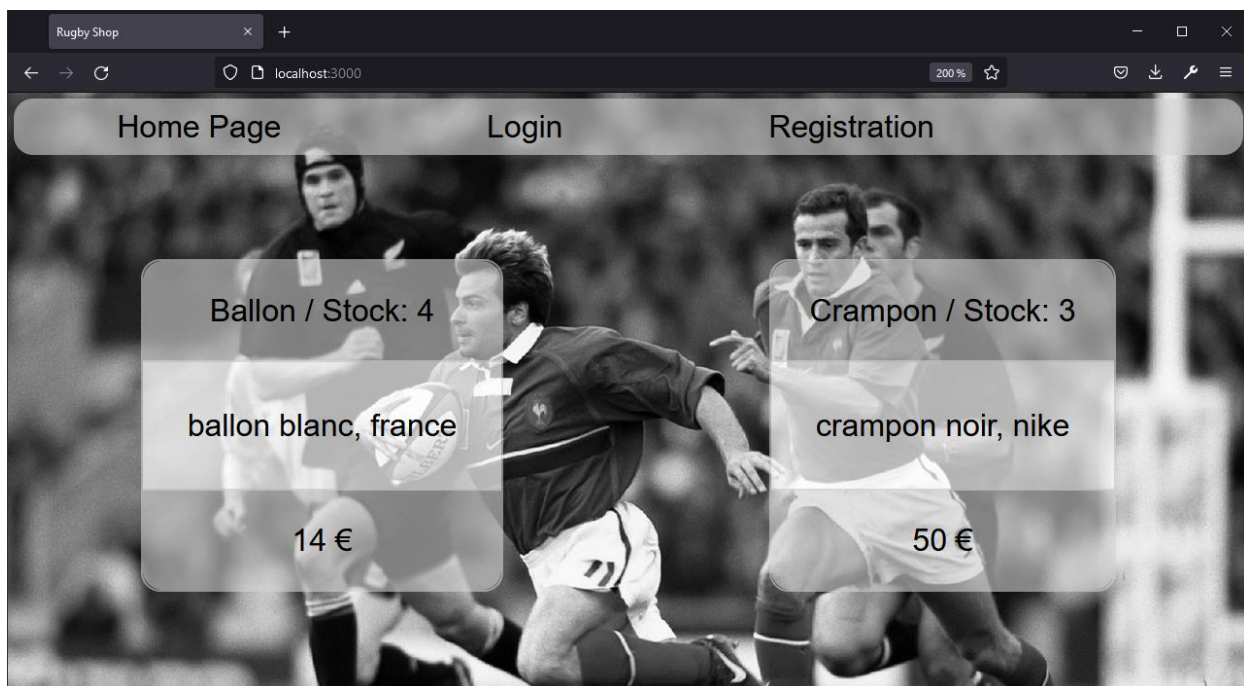 Rugby Shop
localhost:3000
200 %
Home Page Login Registration
Ballon / Stock: 4
ballon blanc, france
14 €
Crampon / Stock: 3
crampon noir, nike
50 €